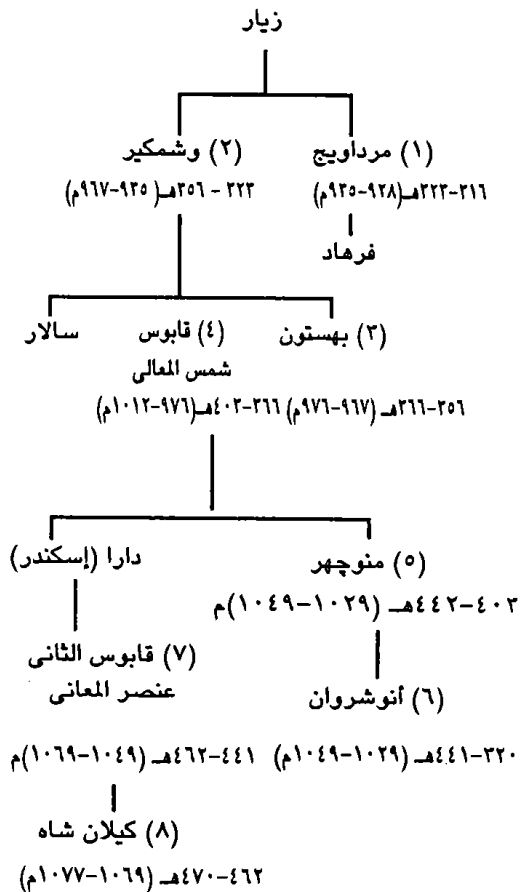 زيار
(١) مرداويج (٢) وشمكير
٣١٦-٣٢٣هـ(٩٢٨-٩٣٥م) ٣٢٣ - ٣٥٦هـ( ٩٣٥-٩٦٧م)
فرهاد
(٣) بهستون (٤) قابوس سالار
شمس المعالى
٣٥٦-٣٦٦هـ (٩٦٧-٩٧٦م) ٣٦٦-٤٠٣هـ(٩٧٦-١٠١٢م)
(٥) منوچهر دارا (إسكندر)
٤٠٣-٤٤٢هـ (١٠٢٩-١٠٤٩)م
(٧) قابوس الثانى
(٦) أنوشروان عنصر المعانى
٣٢٠-٤٤١هـ (١٠٢٩-١٠٤٩م) ٤٤١-٤٦٢هـ (١٠٤٩-١٠٦٩)م
(٨) كيلان شاه
٤٦٢-٤٧٠هـ (١٠٦٩-١٠٧٧م)